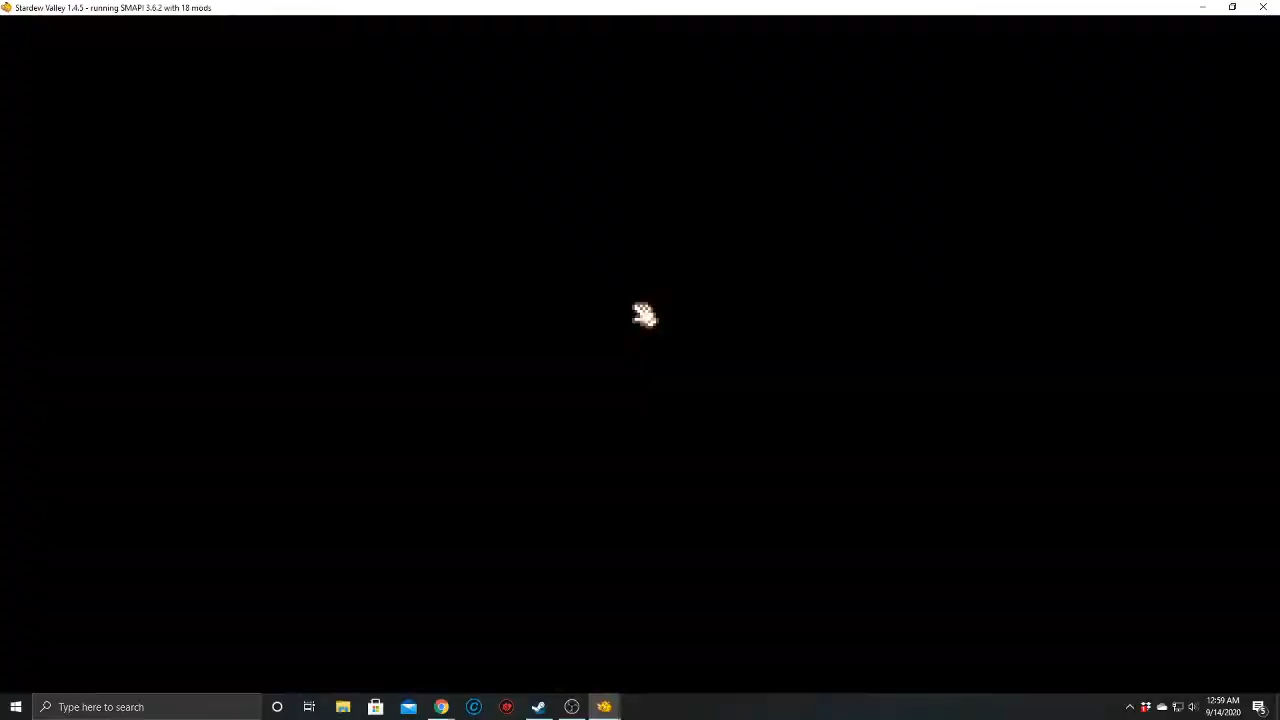 Stardew Valley 1.4.5 - running SMAPI 3.6.2 with 18 mods
Type here to search
12:59 AM
9/14/2020